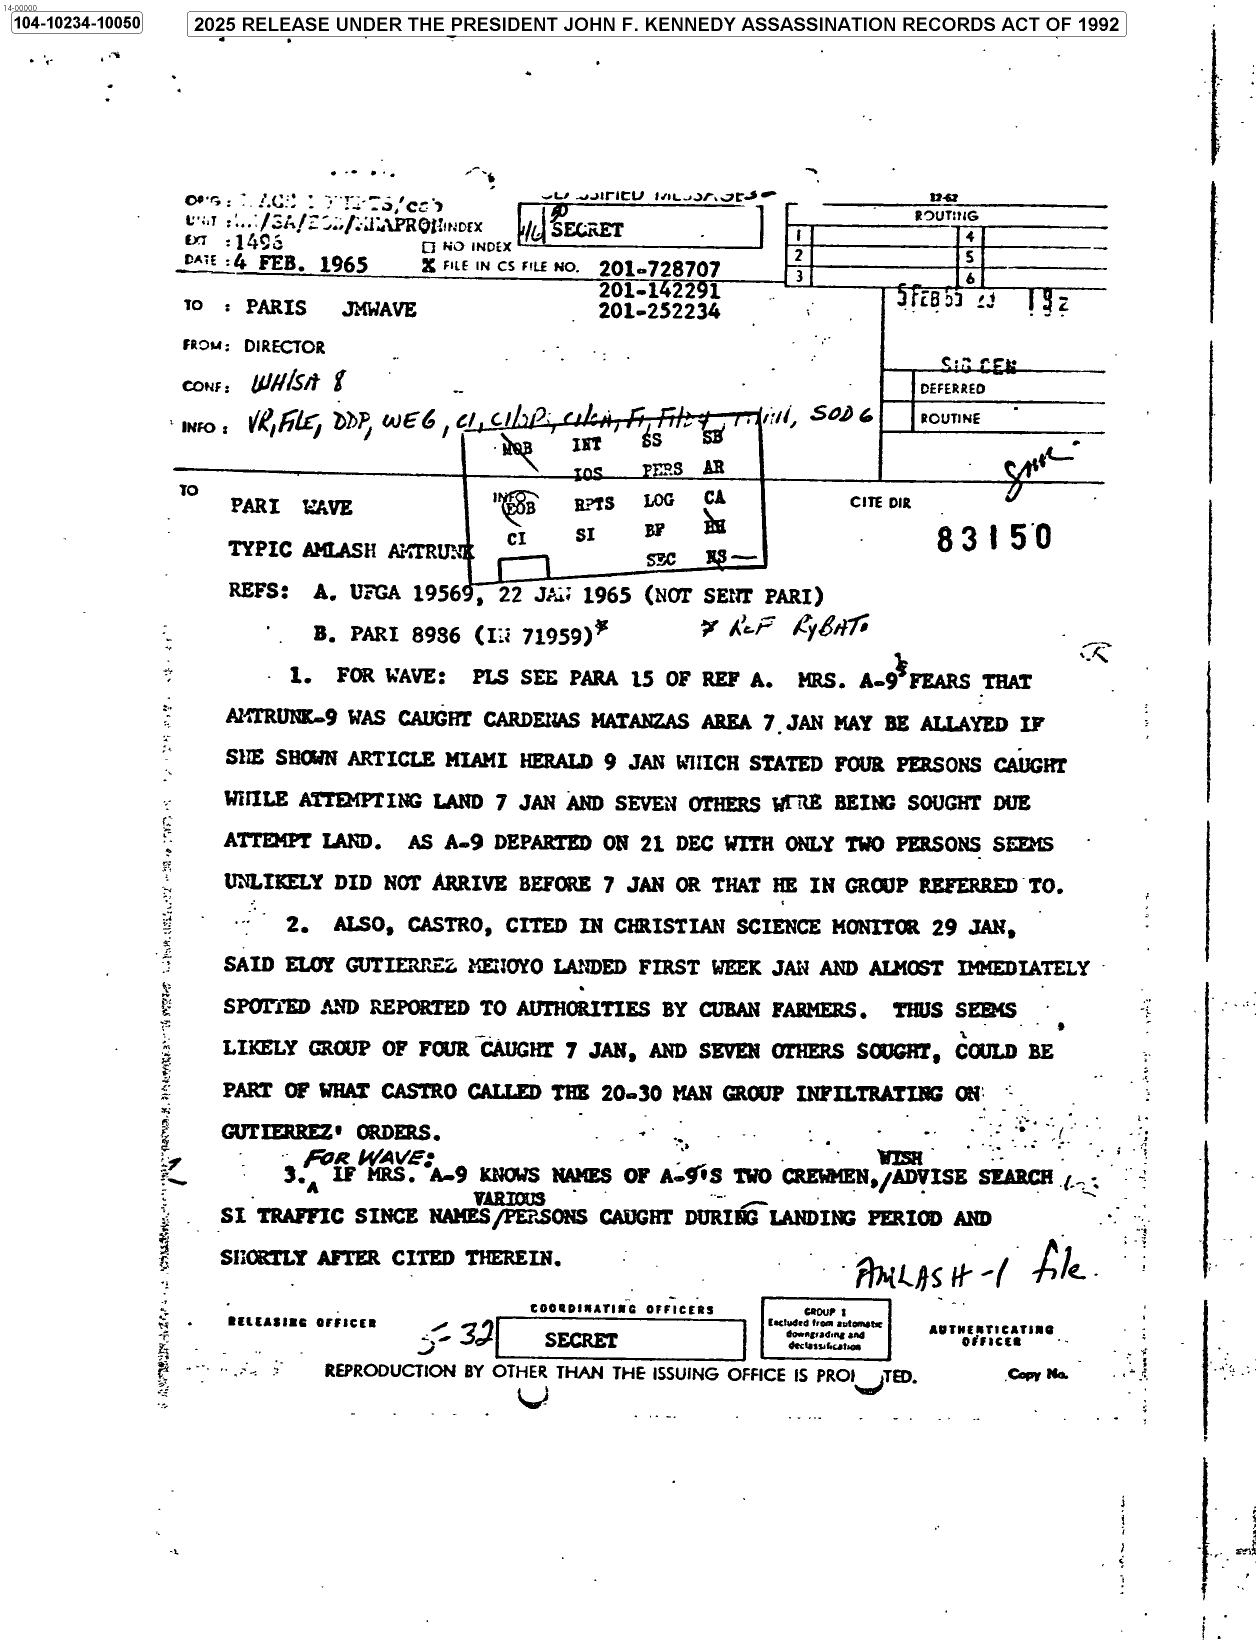 14-00000
104-10234-10050
2025 RELEASE UNDER THE PRESIDENT JOHN F. KENNEDY ASSASSINATION RECORDS ACT OF 1992
CLASSIFIED MESSAGE
12-62
ORIG :
UNIT : INDEX
SECRET
ROUTING
1 4
2 5
3 6
EXT : 1496 ☐ NO INDEX
DATE : 4 FEB. 1965 X FILE IN CS FILE NO. 201-728707
201-142291
201-252234
TO : PARIS JMWAVE
5 FEB 65 19 Z
FROM: DIRECTOR
SIG CEN
CONF: WH/SA 8
DEFERRED
INFO : VR, FILE, DDP, WE 6, CI, CI/OPS, SOD 6
ROUTINE
MOB INT SS SB
IOS PERS AR
INFO EOB RPTS LOG CA
CI SI BF
SEC
TO
PARI WAVE
CITE DIR
83150
TYPIC AMLASH AMTRUNK
REFS: A. UFGA 19569, 22 JAN 1965 (NOT SENT PARI)
B. PARI 8986 (IN 71959)* * REF RYBAT.
1. FOR WAVE: PLS SEE PARA 15 OF REF A. MRS. A-9's FEARS THAT
AMTRUNK-9 WAS CAUGHT CARDENAS MATANZAS AREA 7 JAN MAY BE ALLAYED IF
SHE SHOWN ARTICLE MIAMI HERALD 9 JAN WHICH STATED FOUR PERSONS CAUGHT
WHILE ATTEMPTING LAND 7 JAN AND SEVEN OTHERS WERE BEING SOUGHT DUE
ATTEMPT LAND. AS A-9 DEPARTED ON 21 DEC WITH ONLY TWO PERSONS SEEMS
UNLIKELY DID NOT ARRIVE BEFORE 7 JAN OR THAT HE IN GROUP REFERRED TO.
2. ALSO, CASTRO, CITED IN CHRISTIAN SCIENCE MONITOR 29 JAN,
SAID ELOY GUTIERREZ MENOYO LANDED FIRST WEEK JAN AND ALMOST IMMEDIATELY
SPOTTED AND REPORTED TO AUTHORITIES BY CUBAN FARMERS. THUS SEEMS
LIKELY GROUP OF FOUR CAUGHT 7 JAN, AND SEVEN OTHERS SOUGHT, COULD BE
PART OF WHAT CASTRO CALLED THE 20-30 MAN GROUP INFILTRATING ON
GUTIERREZ' ORDERS.
FOR WAVE: WISH
3. IF MRS. A-9 KNOWS NAMES OF A-9'S TWO CREWMEN,/ADVISE SEARCH
VARIOUS
SI TRAFFIC SINCE NAMES/PERSONS CAUGHT DURING LANDING PERIOD AND
SHORTLY AFTER CITED THEREIN.
AMLASH-1 file.
COORDINATING OFFICERS
RELEASING OFFICER
5-32
SECRET
GROUP 1
Excluded from automatic
downgrading and
declassification
AUTHENTICATING
OFFICER
REPRODUCTION BY OTHER THAN THE ISSUING OFFICE IS PROHIBITED.
Copy No.